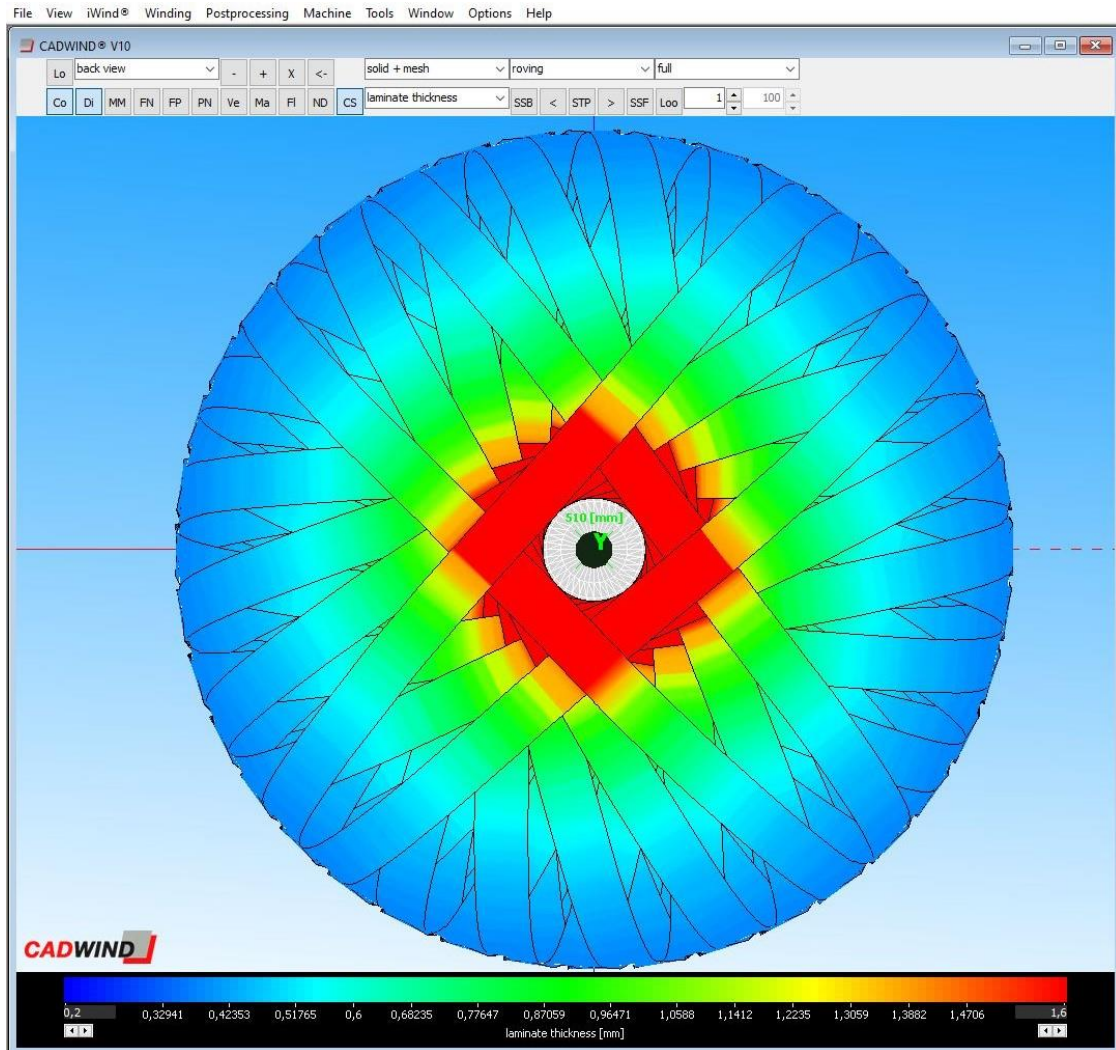 File View iWind® Winding Postprocessing Machine Tools Window Options Help
CADWIND® V10
Lo back view - + X <- solid + mesh roving full
Co Di MM FN FP PN Ve Ma Fl ND CS laminate thickness SSB < STP > SSF Loo 1 100
510 [mm]
Y
CADWIND
0,2 0,32941 0,42353 0,51765 0,6 0,68235 0,77647 0,87059 0,96471 1,0588 1,1412 1,2235 1,3059 1,3882 1,4706 1,6
laminate thickness [mm]